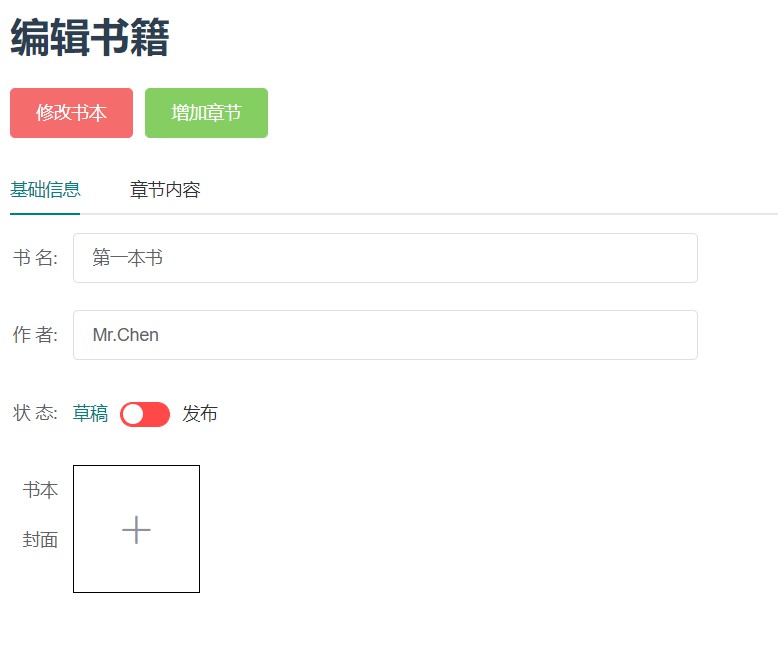 编辑书籍
修改书本 增加章节
基础信息 章节内容
书 名: 第一本书
作 者: Mr.Chen
状 态: 草稿 发布
书本
封面